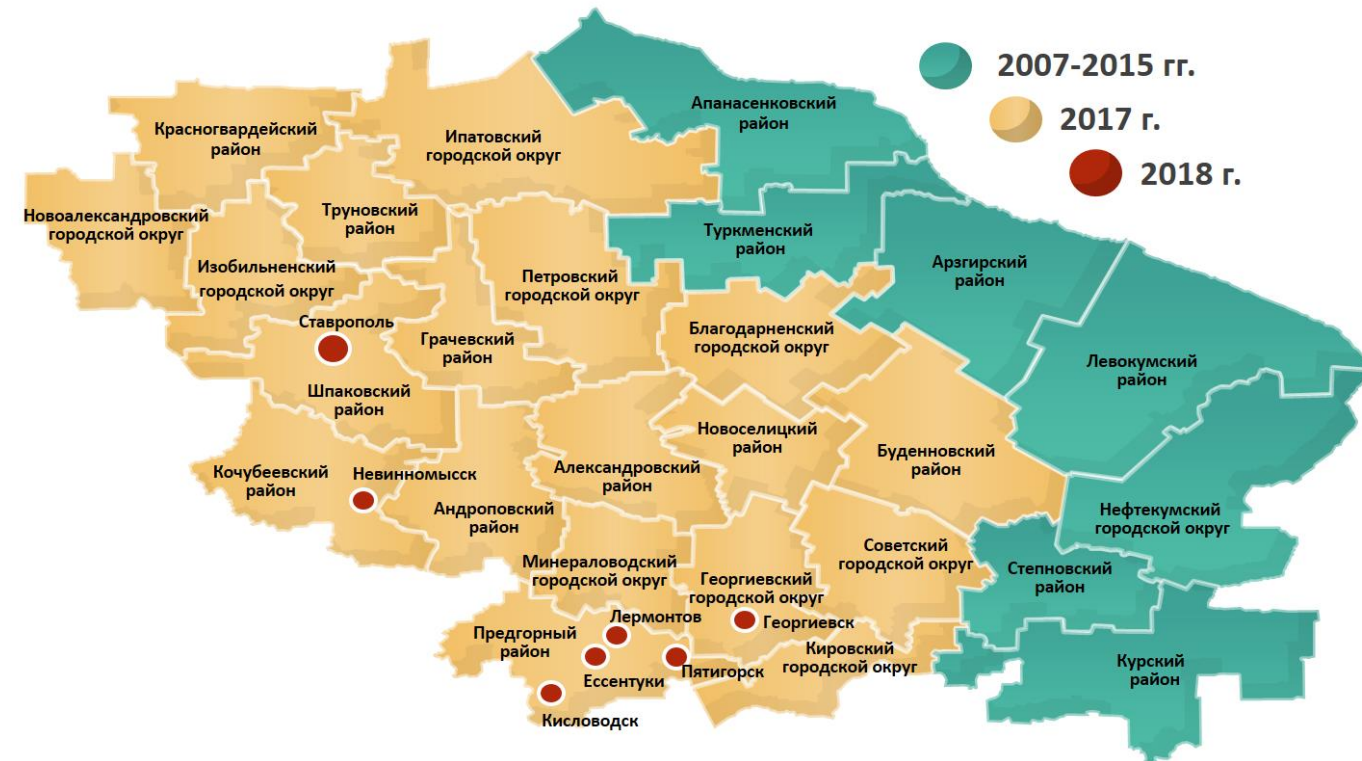 2007-2015 гг.
2017 г.
2018 г.
Апанасенковский
район
Красногвардейский
район
Ипатовский
городской округ
Новоалександровский
городской округ
Труновский
район
Туркменский
район
Изобильненский
городской округ
Петровский
городской округ
Арзгирский
район
Ставрополь
Грачевский
район
Благодарненский
городской округ
Левокумский
район
Шпаковский
район
Новоселицкий
район
Буденновский
район
Кочубеевский
район
Невинномысск
Александровский
район
Андроповский
район
Нефтекумский
городской округ
Минераловодский
городской округ
Георгиевский
городской округ
Советский
городской округ
Степновский
район
Лермонтов
Георгиевск
Предгорный
район
Кировский
городской округ
Ессентуки
Пятигорск
Курский
район
Кисловодск